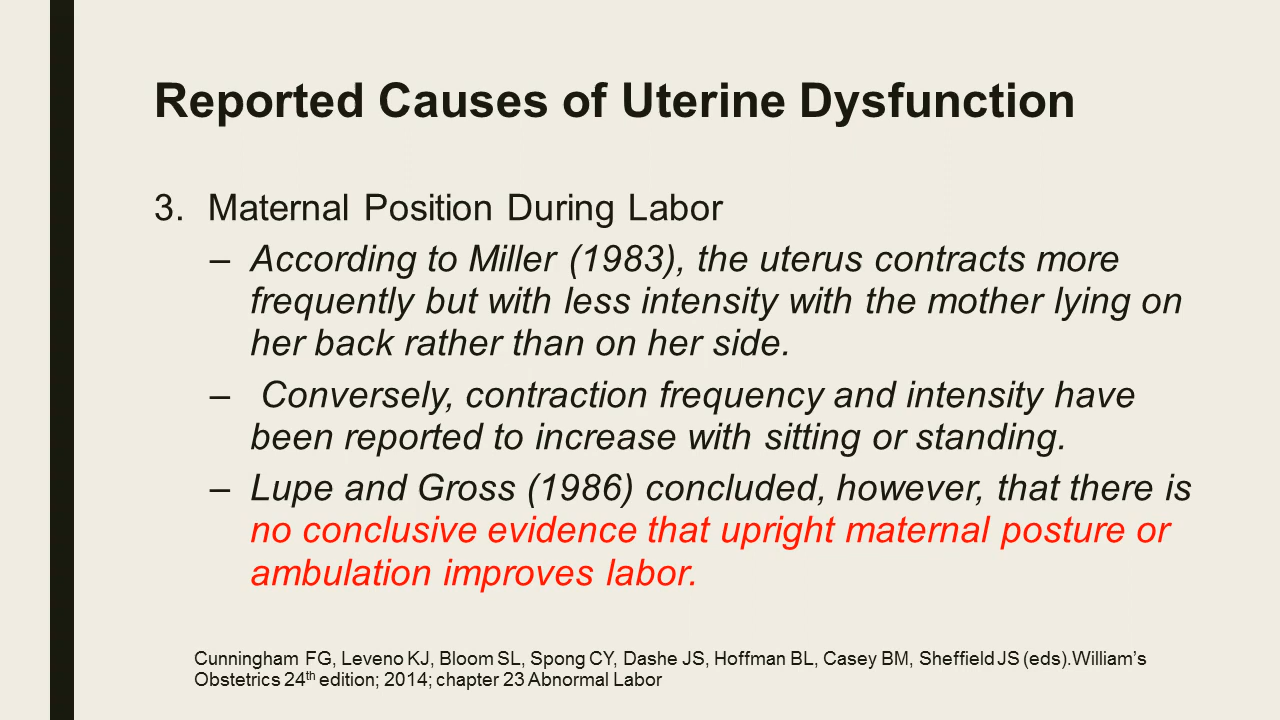 Reported Causes of Uterine Dysfunction
3. Maternal Position During Labor
– According to Miller (1983), the uterus contracts more
frequently but with less intensity with the mother lying on
her back rather than on her side.
– Conversely, contraction frequency and intensity have
been reported to increase with sitting or standing.
– Lupe and Gross (1986) concluded, however, that there is
no conclusive evidence that upright maternal posture or
ambulation improves labor.
Cunningham FG, Leveno KJ, Bloom SL, Spong CY, Dashe JS, Hoffman BL, Casey BM, Sheffield JS (eds).William’s
Obstetrics 24th edition; 2014; chapter 23 Abnormal Labor